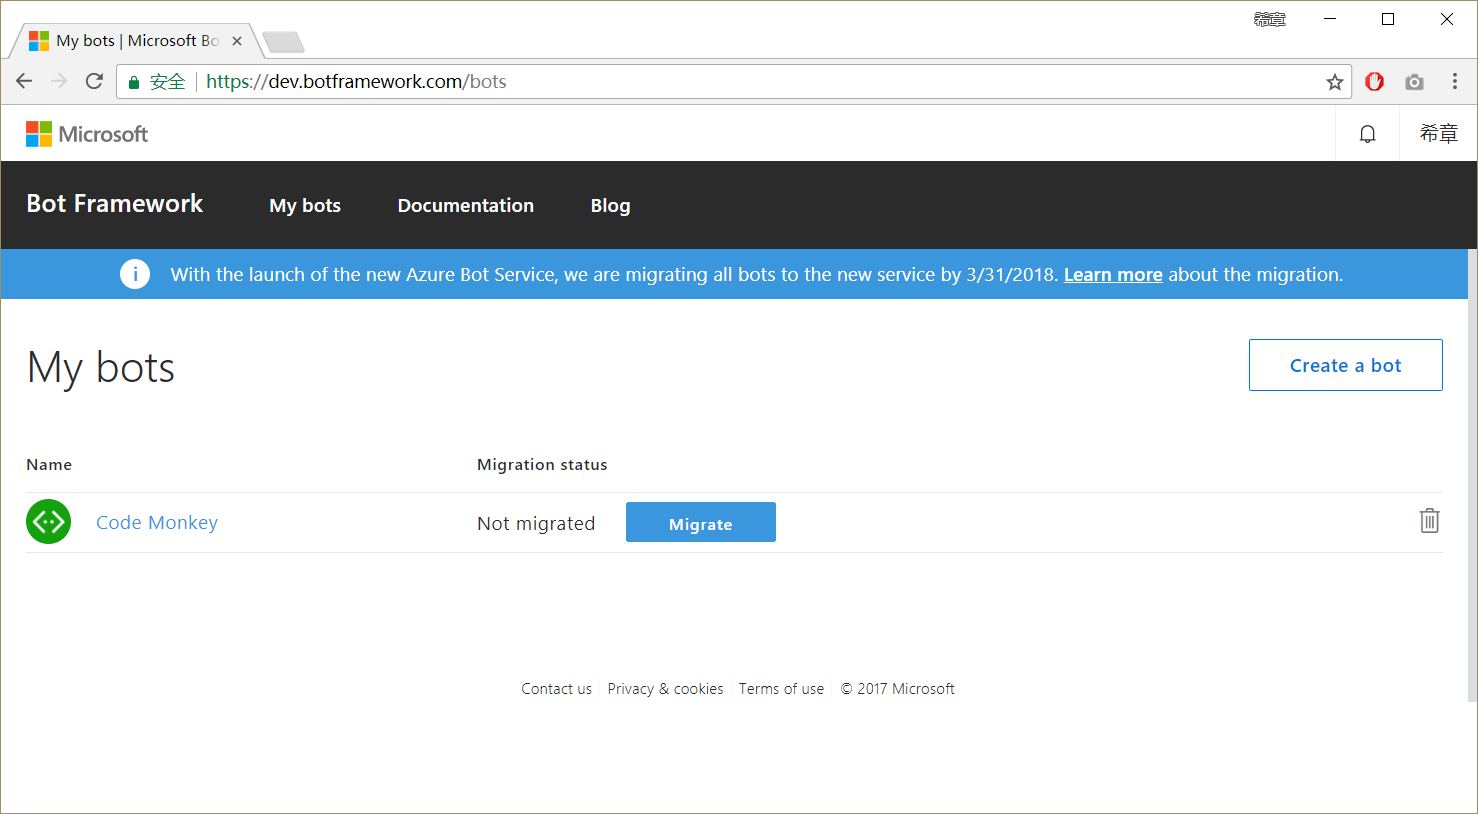 希章
My bots | Microsoft Bo
安全 https://dev.botframework.com/bots
Microsoft
希章
Bot Framework My bots Documentation Blog
With the launch of the new Azure Bot Service, we are migrating all bots to the new service by 3/31/2018. Learn more about the migration.
My bots
Create a bot
Name Migration status
Code Monkey Not migrated Migrate
Contact us Privacy & cookies Terms of use © 2017 Microsoft